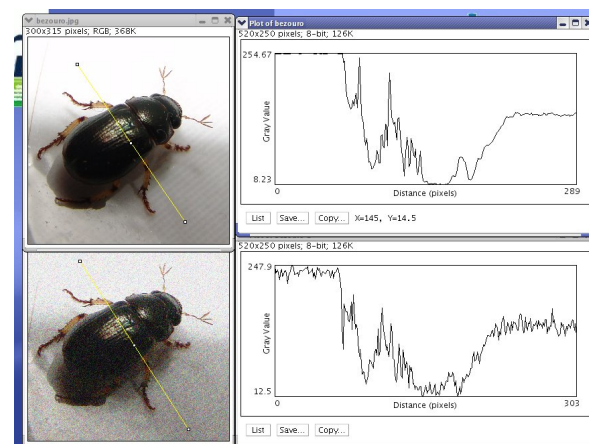 bezouro.jpg
300x315 pixels; 8-bit; 368K
Plot of bezouro
520x250 pixels; 8-bit; 126K
254.67
Gray Value
8.23
0
Distance (pixels)
289
List
Save...
Copy...
X=145, Y=14.5
520x250 pixels; 8-bit; 126K
247.9
Gray Value
12.5
0
Distance (pixels)
303
List
Save...
Copy...